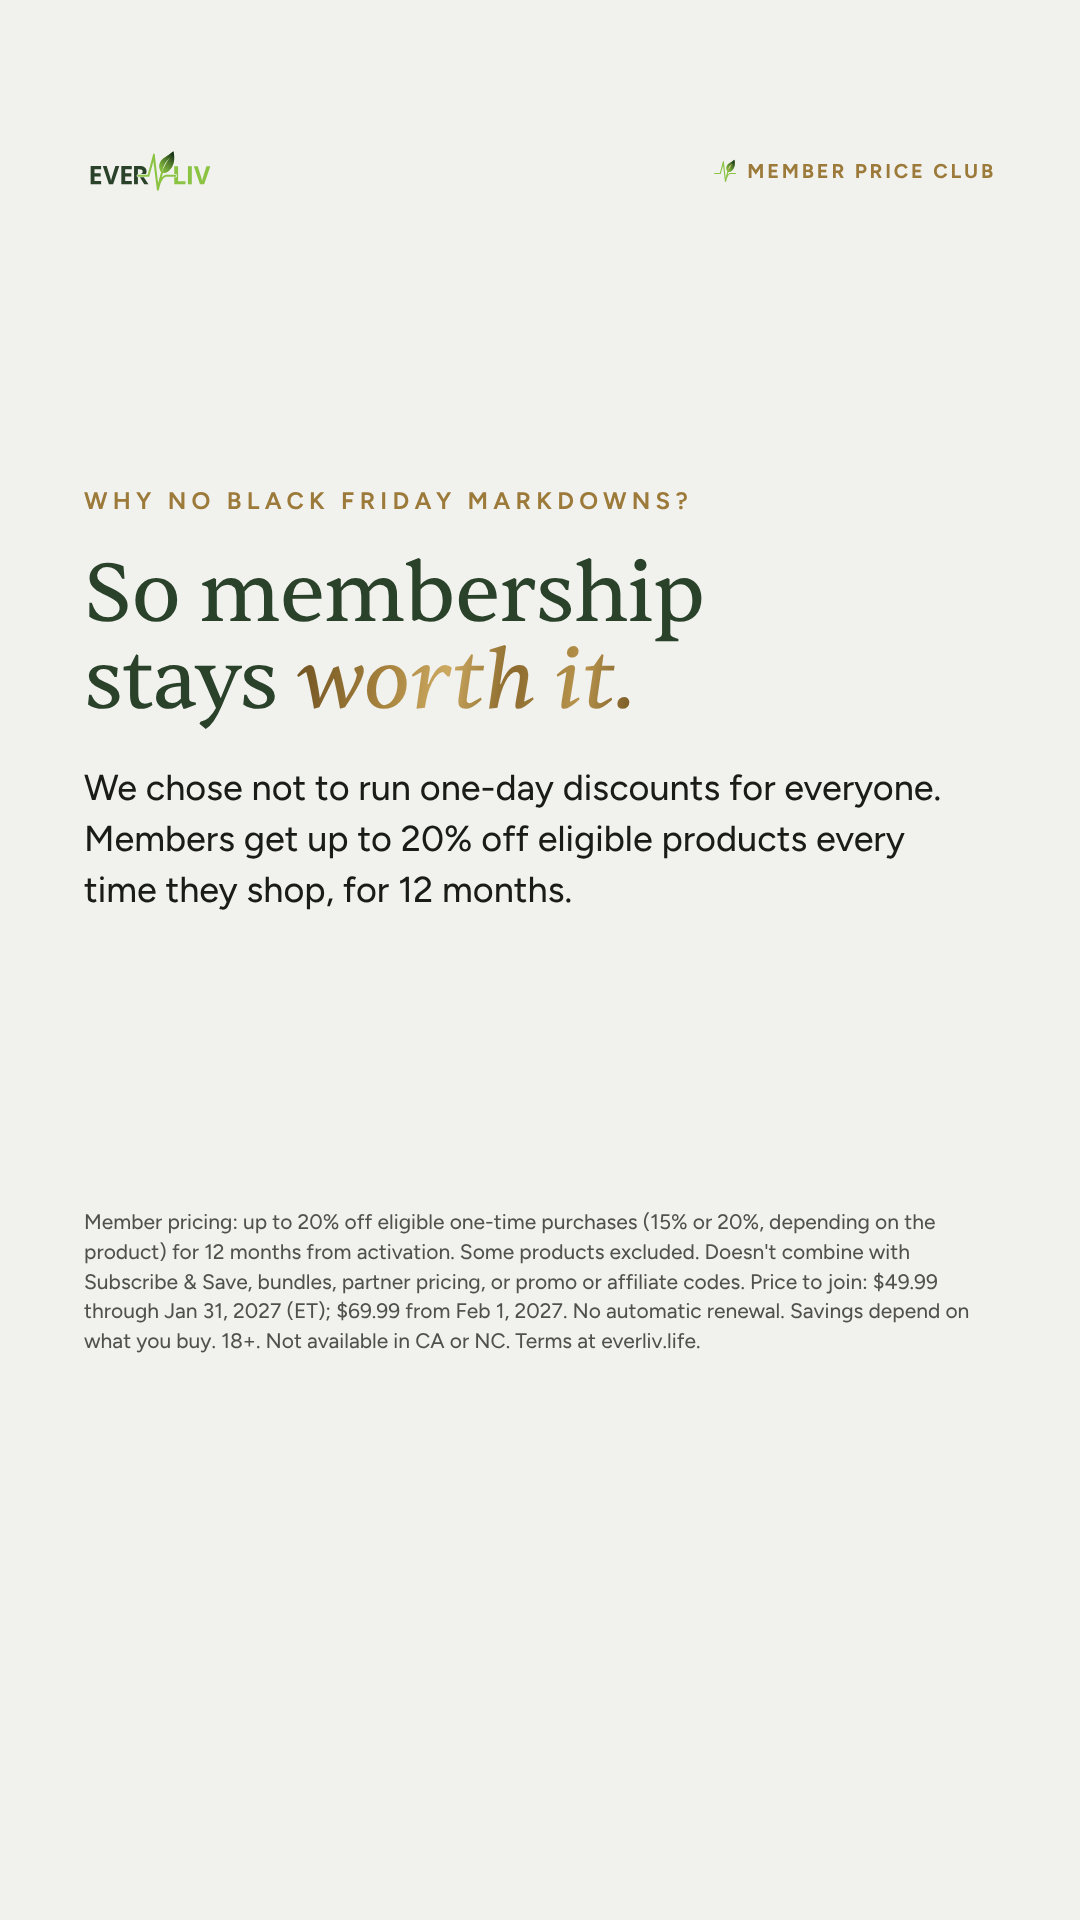 EVERLIV
MEMBER PRICE CLUB
WHY NO BLACK FRIDAY MARKDOWNS?
So membership
stays worth it.
We chose not to run one-day discounts for everyone.
Members get up to 20% off eligible products every
time they shop, for 12 months.
Member pricing: up to 20% off eligible one-time purchases (15% or 20%, depending on the
product) for 12 months from activation. Some products excluded. Doesn't combine with
Subscribe & Save, bundles, partner pricing, or promo or affiliate codes. Price to join: $49.99
through Jan 31, 2027 (ET); $69.99 from Feb 1, 2027. No automatic renewal. Savings depend on
what you buy. 18+. Not available in CA or NC. Terms at everliv.life.